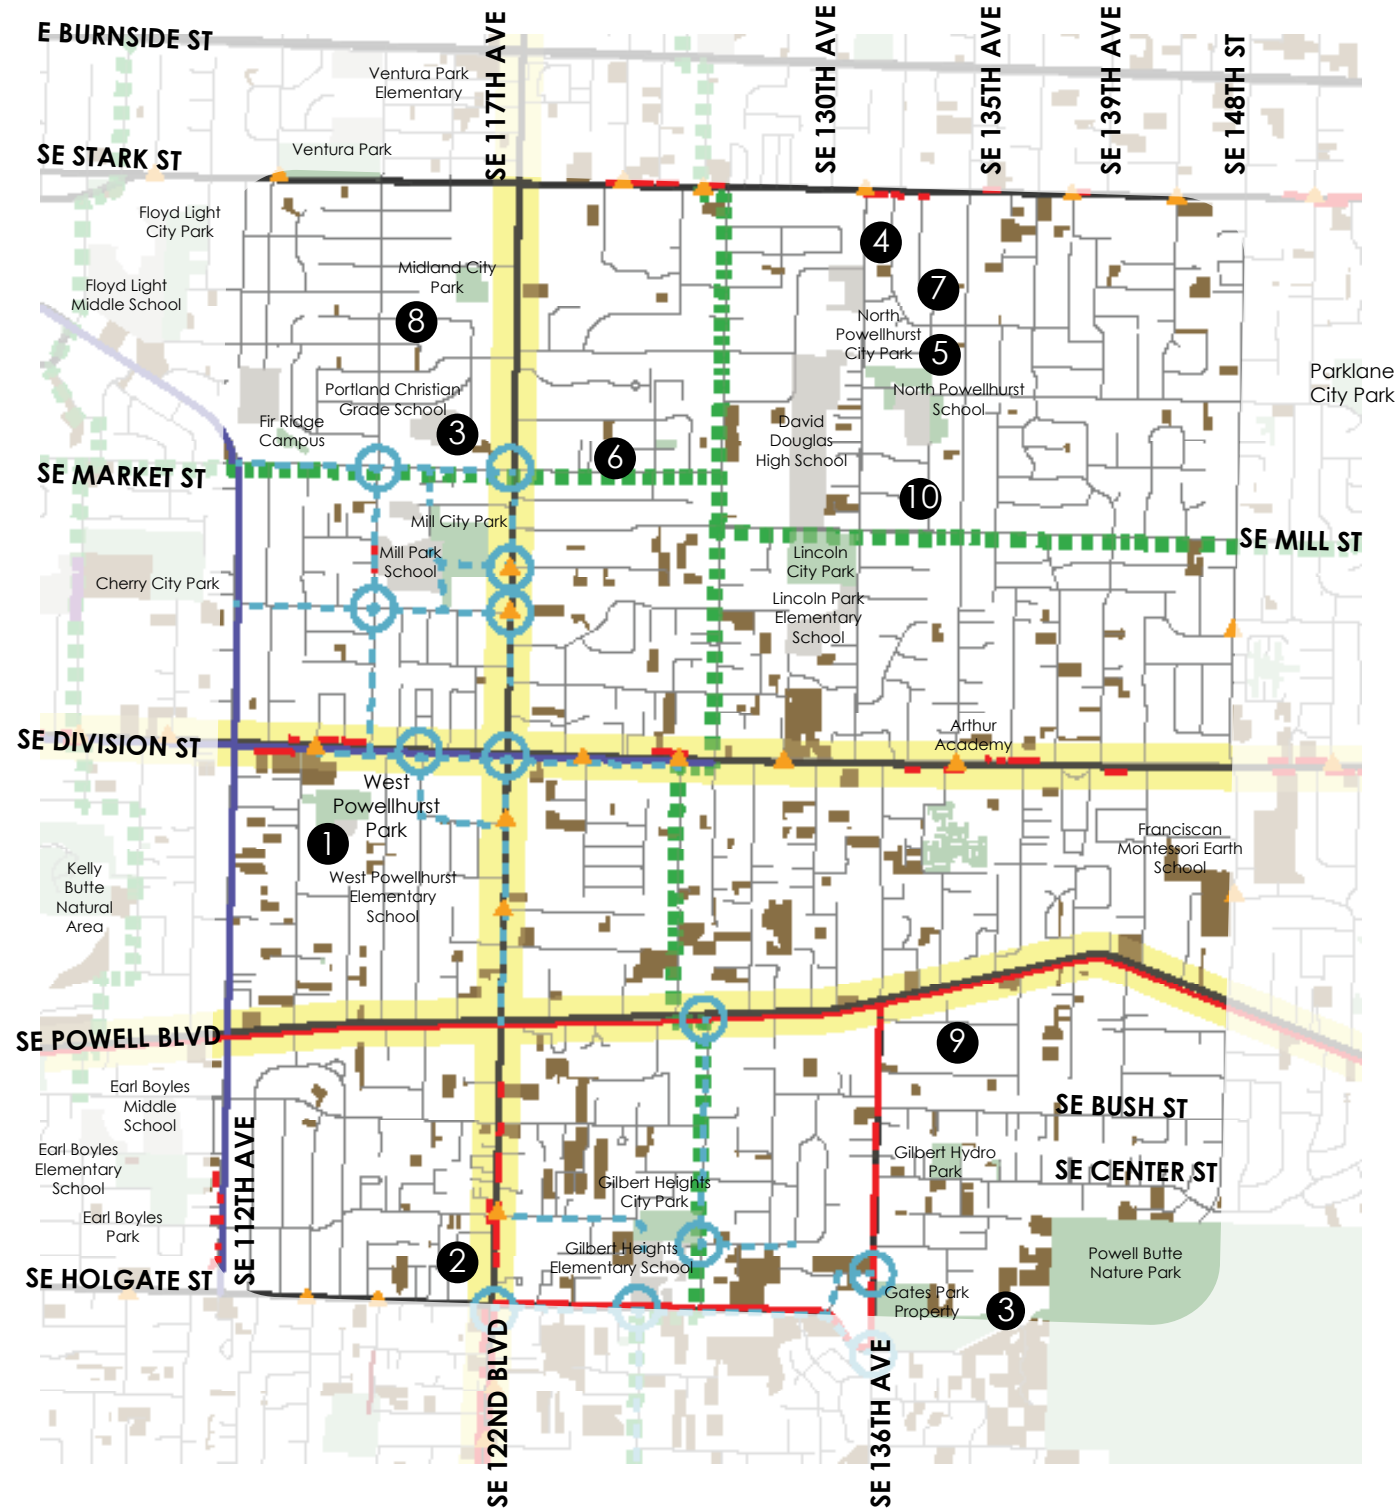 E BURNSIDE ST
SE 117TH AVE
SE 130TH AVE
SE 135TH AVE
SE 139TH AVE
SE 148TH ST
Ventura Park
Elementary
SE STARK ST
Ventura Park
Floyd Light
City Park
4
Midland City
Park
Floyd Light
Middle School
7
8
North
Powellhurst
City Park
5
Parklane
City Park
Portland Christian
Grade School
North Powellhurst
School
Fir Ridge
Campus
3
David
Douglas
High School
6
SE MARKET ST
10
Mill City Park
SE MILL ST
Mill Park
School
Lincoln
City Park
Cherry City Park
Lincoln Park
Elementary
School
SE DIVISION ST
Arthur
Academy
West
Powellhurst
Park
1
Franciscan
Montessori Earth
School
Kelly
Butte
Natural
Area
West Powellhurst
Elementary
School
SE POWELL BLVD
9
Earl Boyles
Middle
School
SE BUSH ST
Earl Boyles
Elementary
School
Gilbert Hydro
Park
SE CENTER ST
SE 112TH AVE
Gilbert Heights
City Park
Earl Boyles
Park
2
Gilbert Heights
Elementary School
Powell Butte
Nature Park
SE HOLGATE ST
Gates Park
Property
3
SE 122ND BLVD
SE 136TH AVE